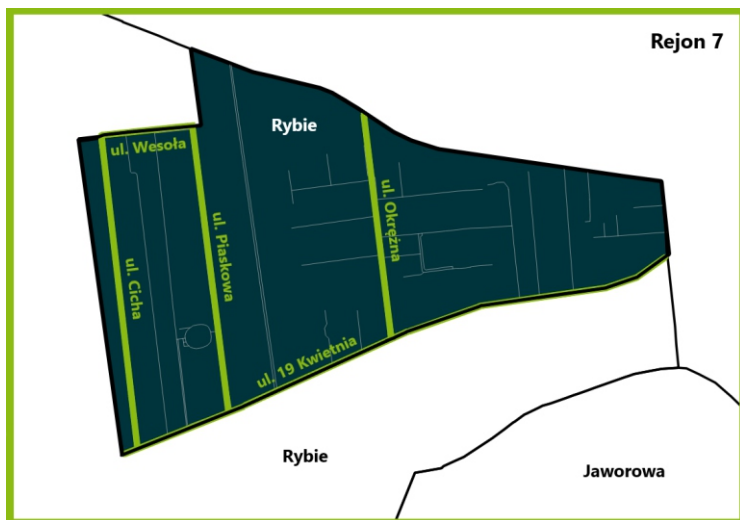 Rejon 7
Rybie
ul. Wesoła
ul. Okrężna
ul. Piaskowa
ul. Cicha
ul. 19 Kwietnia
Rybie
Jaworowa